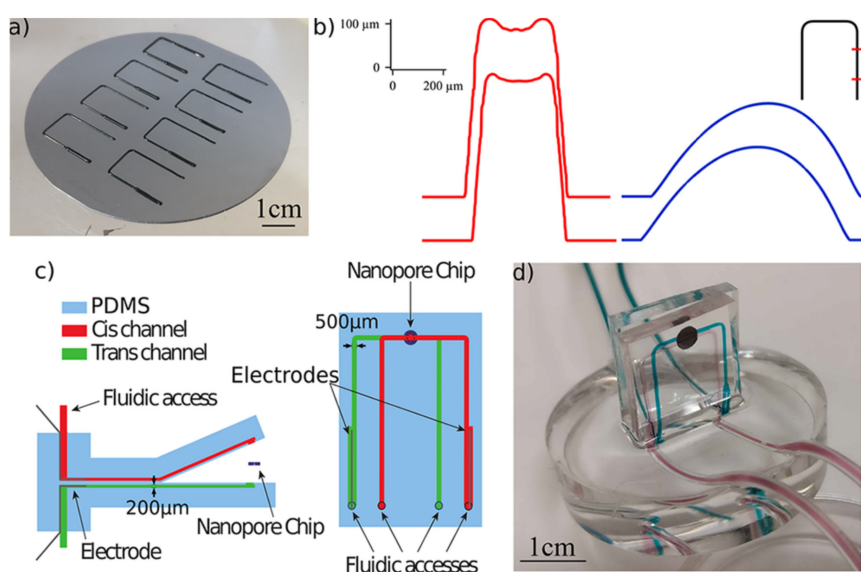 a)
1cm
b)
100 µm
0
0
200 µm
c)
PDMS
Cis channel
Trans channel
Fluidic access
200µm
Electrode
Nanopore Chip
Nanopore Chip
500µm
Electrodes
Fluidic accesses
d)
1cm